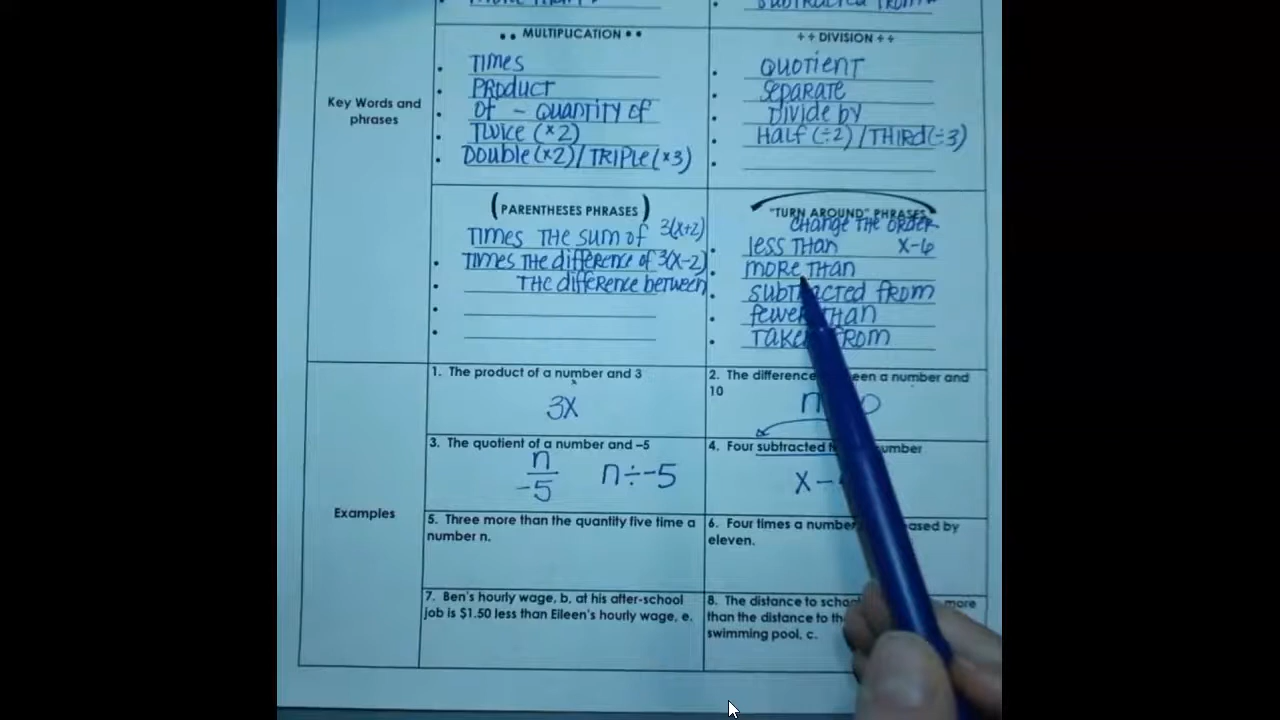 MORE THAN +
SUBTRACTED FROM
•• MULTIPLICATION ••
TIMES
PRODUCT
OF - QUANTITY OF
TWICE (×2)
DOUBLE (×2)/TRIPLE (×3)
++ DIVISION ++
QUOTIENT
SEPARATE
DIVIDE BY
HALF (÷2)/THIRD (÷3)
Key Words and
phrases
(PARENTHESES PHRASES)
TIMES THE SUM OF 3(x+2)
TIMES THE difference OF 3(x-2)
THE difference BETWEEN
"TURN AROUND" PHRASES
CHANGE THE ORDER
less THAN x-6
MORE THAN
SUBTRACTED FROM
FEWER THAN
TAKEN FROM
Examples
1. The product of a number and 3
3x
2. The difference a number and
10
n
3. The quotient of a number and –5
n
-5
n÷-5
4. Four subtracted number
x-
5. Three more than the quantity five time a
number n.
6. Four times a number by
eleven.
7. Ben's hourly wage, b, at his after-school
job is $1.50 less than Eileen's hourly wage, e.
8. The distance to school more
than the distance to the
swimming pool, c.